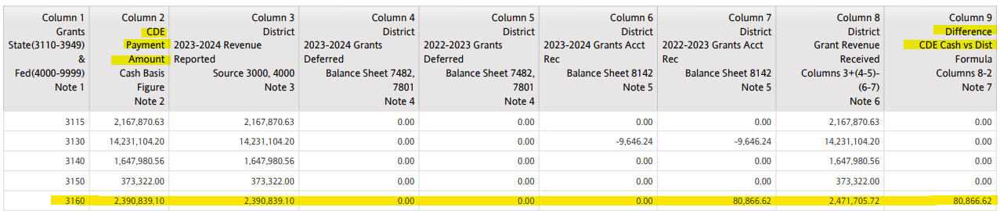 Column 1 Column 2 Column 3 Column 4 Column 5 Column 6 Column 7 Column 8 Column 9
Grants CDE District District District District District District Difference
State(3110-3949) Payment 2023-2024 Revenue 2023-2024 Grants 2022-2023 Grants 2023-2024 Grants Acct 2022-2023 Grants Acct Grant Revenue CDE Cash vs Dist
& Amount Reported Deferred Deferred Rec Rec Received Formula
Fed(4000-9999) Cash Basis Source 3000, 4000 Balance Sheet 7482, Balance Sheet 7482, Balance Sheet 8142 Balance Sheet 8142 Columns 3+(4-5)- Columns 8-2
Note 1 Figure Note 3 7801 7801 Note 5 Note 5 (6-7) Note 7
Note 2 Note 4 Note 4 Note 6
3115 2,167,870.63 2,167,870.63 0.00 0.00 0.00 0.00 2,167,870.63 0.00
3130 14,231,104.20 14,231,104.20 0.00 0.00 -9,646.24 -9,646.24 14,231,104.20 0.00
3140 1,647,980.56 1,647,980.56 0.00 0.00 0.00 0.00 1,647,980.56 0.00
3150 373,322.00 373,322.00 0.00 0.00 0.00 0.00 373,322.00 0.00
3160 2,390,839.10 2,390,839.10 0.00 0.00 0.00 80,866.62 2,471,705.72 80,866.62